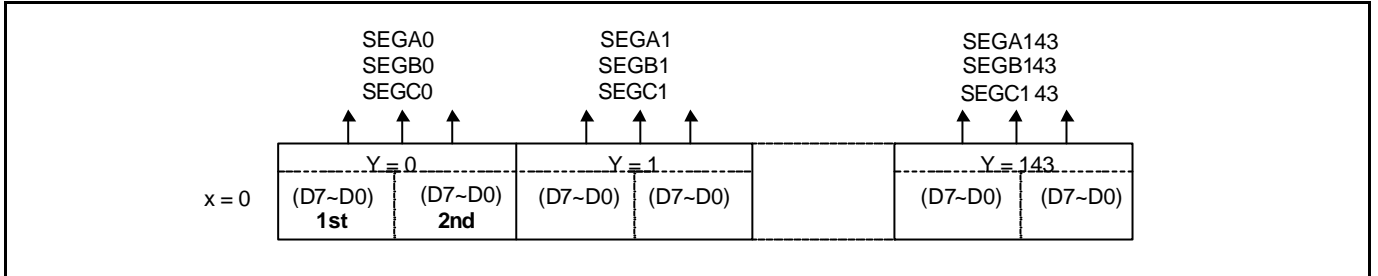 SEGA0 SEGA1 SEGA143
SEGB0 SEGB1 SEGB143
SEGC0 SEGC1 SEGC1 43
Y = 0 Y = 1 Y = 143
x = 0 (D7~D0) (D7~D0) (D7~D0) (D7~D0) (D7~D0) (D7~D0)
1st 2nd